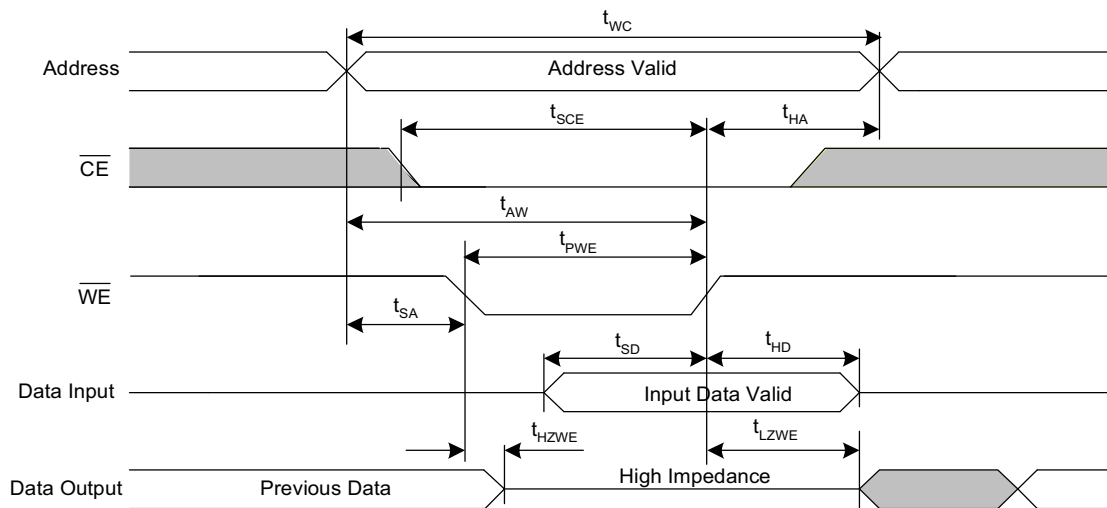 tWC
Address
Address Valid
tSCE
tHA
CE
tAW
tPWE
WE
tSA
tSD
tHD
Data Input
Input Data Valid
tHZWE
tLZWE
Data Output
Previous Data
High Impedance